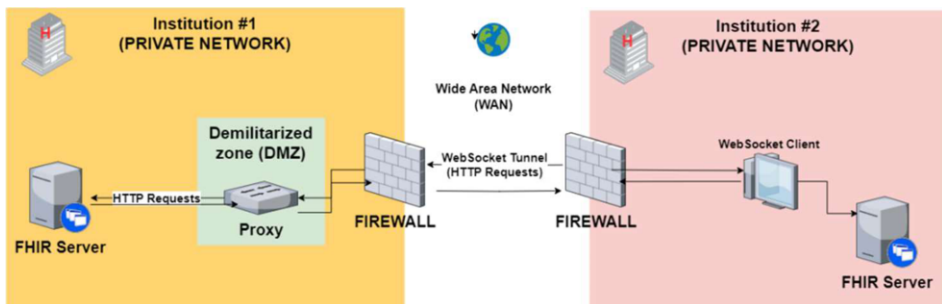 Institution #1
(PRIVATE NETWORK)
H
Wide Area Network
(WAN)
Institution #2
(PRIVATE NETWORK)
H
Demilitarized
zone (DMZ)
HTTP Requests
Proxy
FHIR Server
FIREWALL
WebSocket Tunnel
(HTTP Requests)
FIREWALL
WebSocket Client
FHIR Server